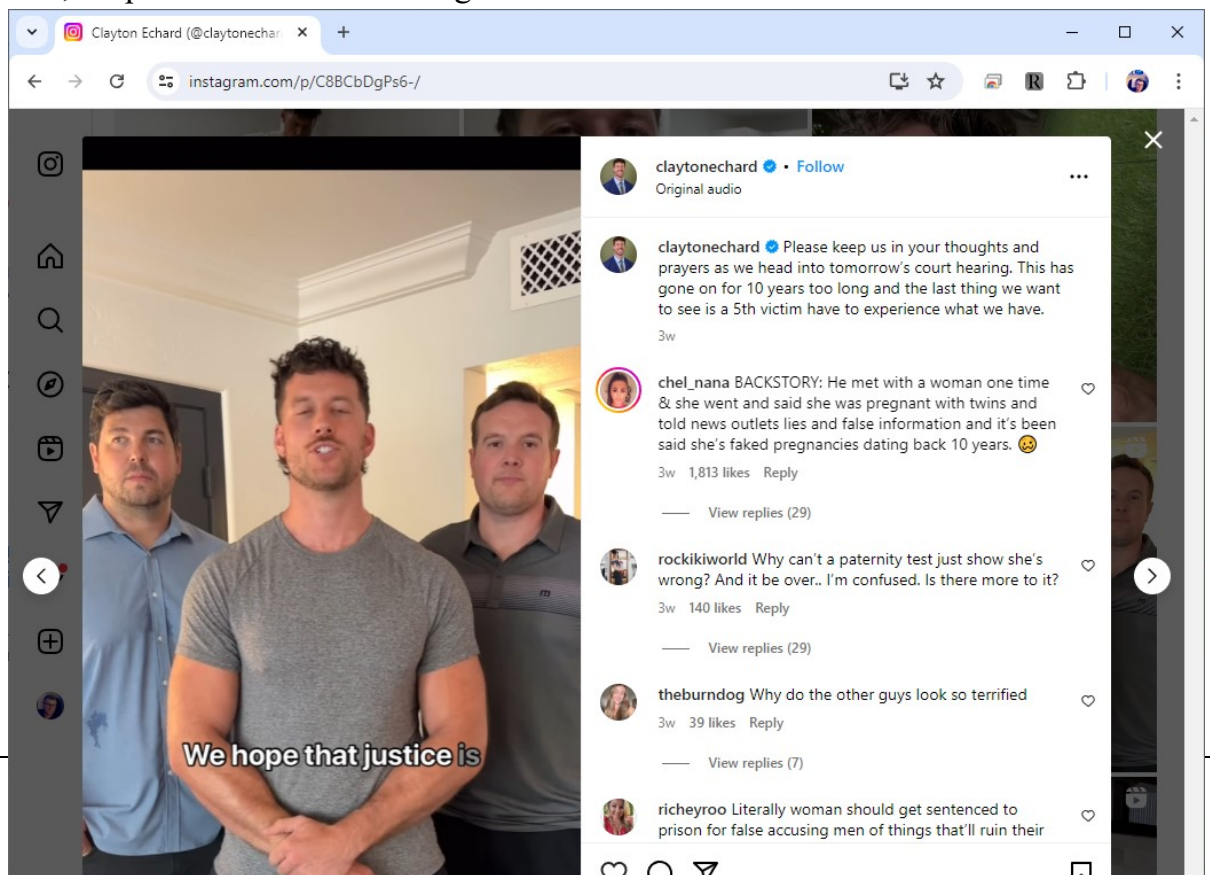 Clayton Echard (@claytonechar
instagram.com/p/C8BCbDgPs6-/
R
claytonechard • Follow
Original audio
claytonechard Please keep us in your thoughts and
prayers as we head into tomorrow's court hearing. This has
gone on for 10 years too long and the last thing we want
to see is a 5th victim have to experience what we have.
3w
chel_nana BACKSTORY: He met with a woman one time
& she went and said she was pregnant with twins and
told news outlets lies and false information and it's been
said she's faked pregnancies dating back 10 years. 🥴
3w 1,813 likes Reply
View replies (29)
rockikiworld Why can't a paternity test just show she's
wrong? And it be over.. I'm confused. Is there more to it?
3w 140 likes Reply
View replies (29)
theburndog Why do the other guys look so terrified
3w 39 likes Reply
View replies (7)
richeyroo Literally woman should get sentenced to
prison for false accusing men of things that'll ruin their
We hope that justice is